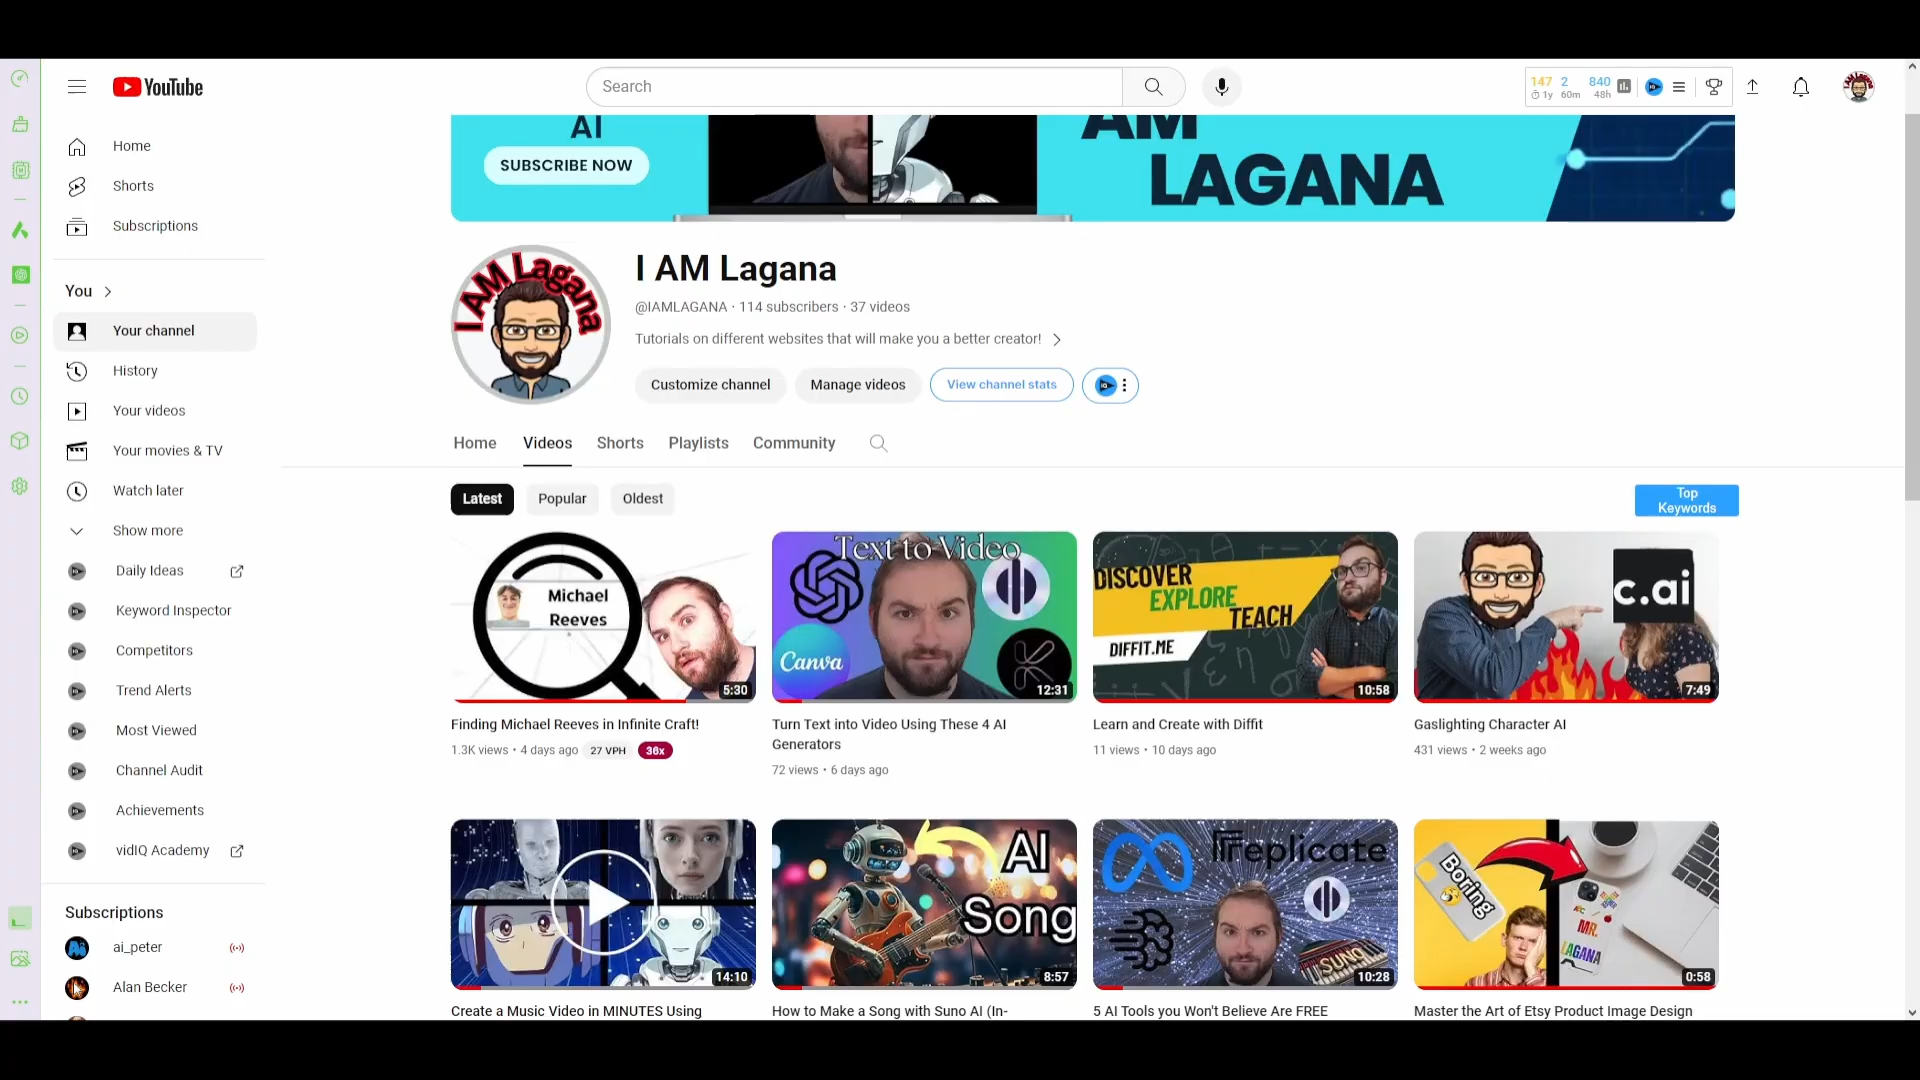 YouTube
Search
147 2 840
1y 60m 48h
Home
Shorts
Subscriptions
You
Your channel
History
Your videos
Your movies & TV
Watch later
Show more
Daily Ideas
Keyword Inspector
Competitors
Trend Alerts
Most Viewed
Channel Audit
Achievements
vidIQ Academy
Subscriptions
ai_peter
Alan Becker
AI
SUBSCRIBE NOW
AM
LAGANA
I AM Lagana
I AM Lagana
@IAMLAGANA · 114 subscribers · 37 videos
Tutorials on different websites that will make you a better creator!
Customize channel
Manage videos
View channel stats
Home
Videos
Shorts
Playlists
Community
Latest
Popular
Oldest
Top
Keywords
Michael
Reeves
5:30
Finding Michael Reeves in Infinite Craft!
1.3K views • 4 days ago 27 VPH 36x
Text to Video
Canva
12:31
Turn Text into Video Using These 4 AI
Generators
72 views • 6 days ago
DISCOVER
EXPLORE
TEACH
DIFFIT.ME
10:58
Learn and Create with Diffit
11 views • 10 days ago
c.ai
7:49
Gaslighting Character AI
431 views • 2 weeks ago
14:10
Create a Music Video in MINUTES Using
AI
Song
8:57
How to Make a Song with Suno AI (In-
Replicate
SUNO
10:28
5 AI Tools you Won't Believe Are FREE
Boring
MR.
LAGANA
0:58
Master the Art of Etsy Product Image Design